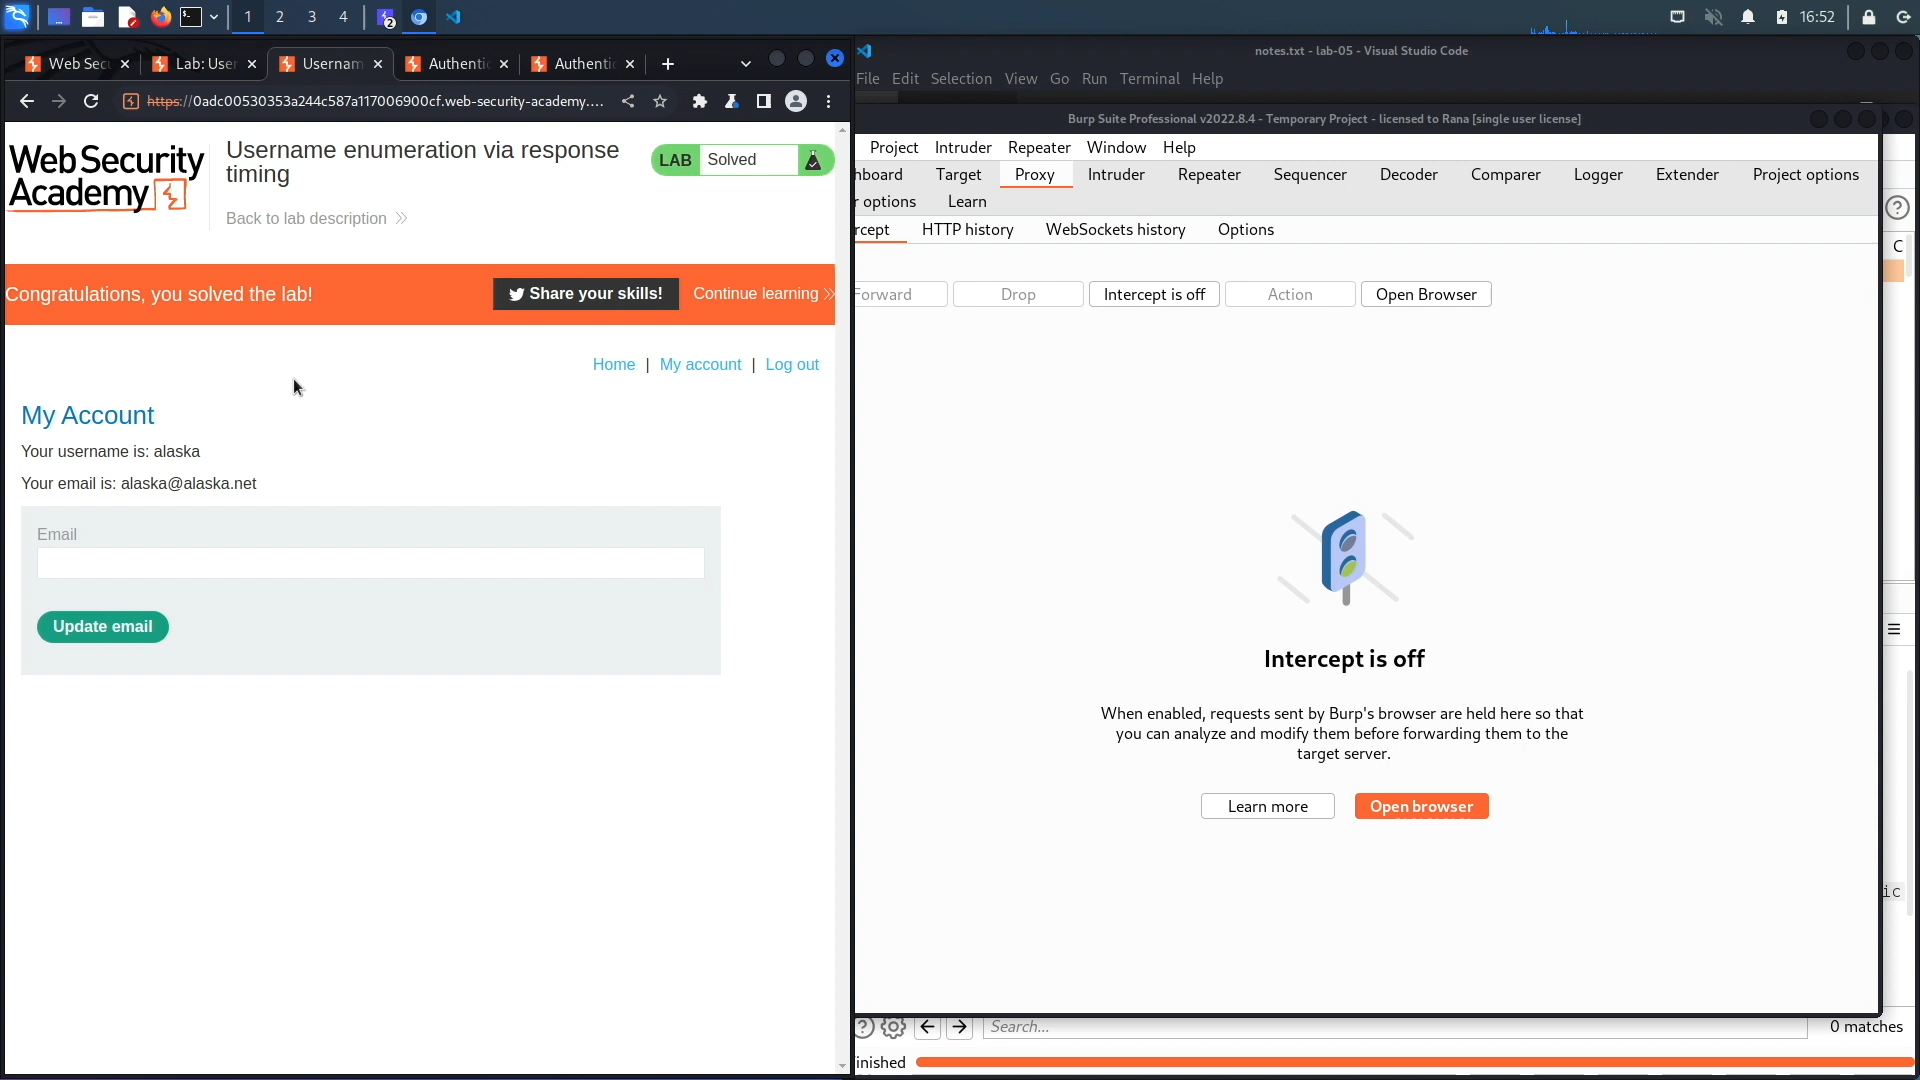 1 2 3 4 2 16:52
Web Sec Lab: User Usernam Authentic Authentic
notes.txt - lab-05 - Visual Studio Code
File Edit Selection View Go Run Terminal Help
https://0adc00530353a244c587a117006900cf.web-security-academy....
Burp Suite Professional v2022.8.4 - Temporary Project - licensed to Rana [single user license]
Project Intruder Repeater Window Help
hboard Target Proxy Intruder Repeater Sequencer Decoder Comparer Logger Extender Project options
r options Learn
rcept HTTP history WebSockets history Options
Forward Drop Intercept is off Action Open Browser
C
Web Security
Academy
Username enumeration via response
timing
LAB Solved
Back to lab description
Congratulations, you solved the lab!
Share your skills!
Continue learning
Home | My account | Log out
My Account
Your username is: alaska
Your email is: alaska@alaska.net
Email
Update email
Intercept is off
When enabled, requests sent by Burp's browser are held here so that
you can analyze and modify them before forwarding them to the
target server.
Learn more Open browser
ic
Search...
0 matches
inished